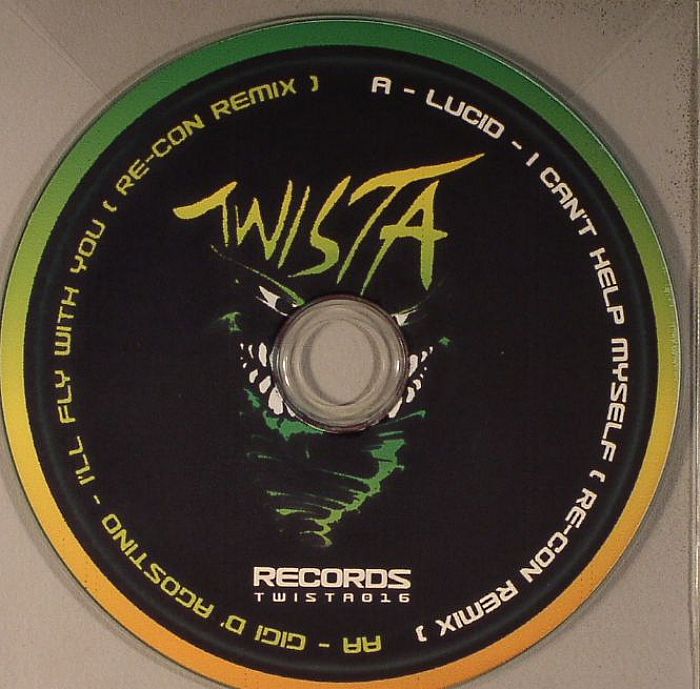 A - LUCID - I CAN'T HELP MYSELF ( RE-CON REMIX )
AA - GIGI D' AGOSTINO - I'LL FLY WITH YOU ( RE-CON REMIX )
TWISTA
RECORDS
TWISTA016